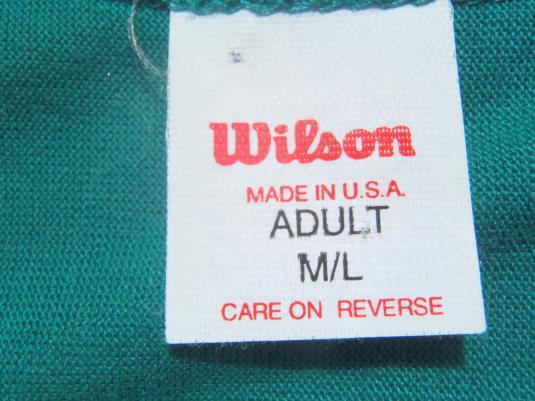 Wilson
MADE IN U.S.A.
ADULT
M/L
CARE ON REVERSE